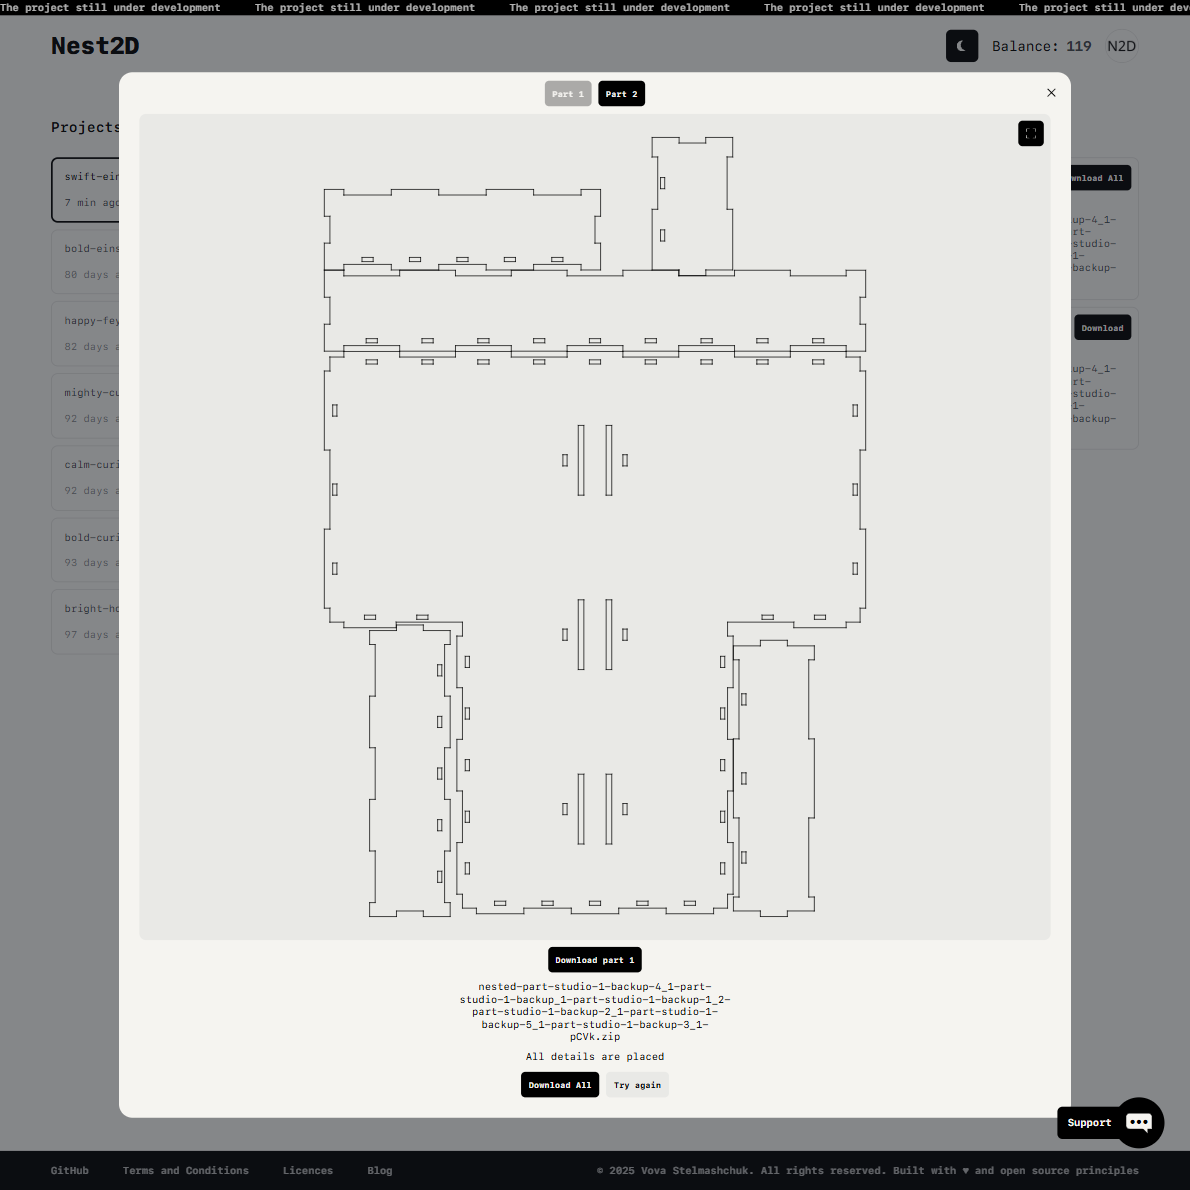 The project still under development The project still under development The project still under development The project still under development The project still under dev
Nest2D
Balance: 119 N2D
Part 1 Part 2
Projects
swift-ein
7 min ago
bold-eins
80 days a
happy-fey
82 days a
mighty-cu
92 days a
calm-curi
92 days a
bold-curi
93 days a
bright-ho
97 days a
wnload All
up-4_1-
rt-
studio-
1-
backup-
Download
up-4_1-
rt-
studio-
1-
backup-
Download part 1
nested-part-studio-1-backup-4_1-part-
studio-1-backup_1-part-studio-1-backup-1_2-
part-studio-1-backup-2_1-part-studio-1-
backup-5_1-part-studio-1-backup-3_1-
pCVk.zip
All details are placed
Download All Try again
Support
GitHub Terms and Conditions Licences Blog © 2025 Vova Stelmashchuk. All rights reserved. Built with ♥ and open source principles